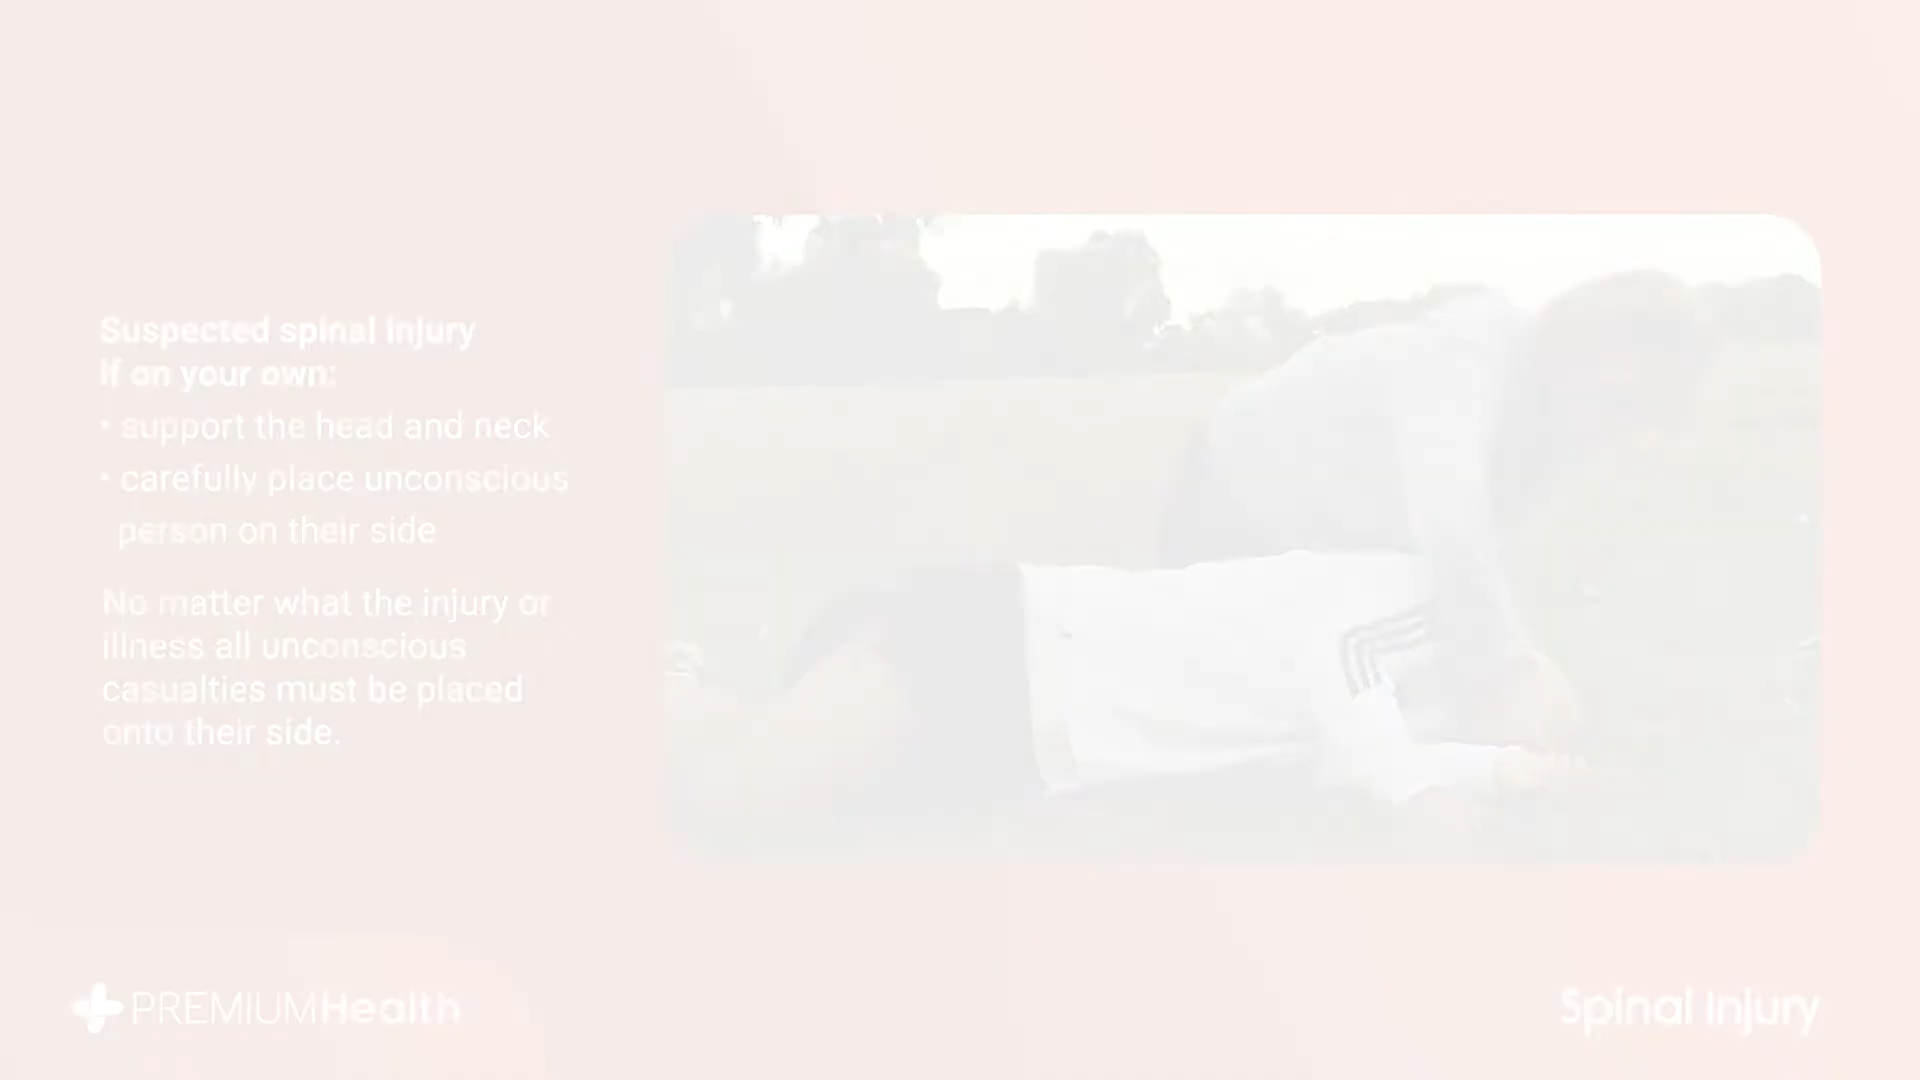 Suspected spinal injury
if on your own:
• support the head and neck
• carefully place unconscious
person on their side
No matter what the injury or
illness all unconscious
casualties must be placed
onto their side.
PREMIUMHealth
Spinal Injury